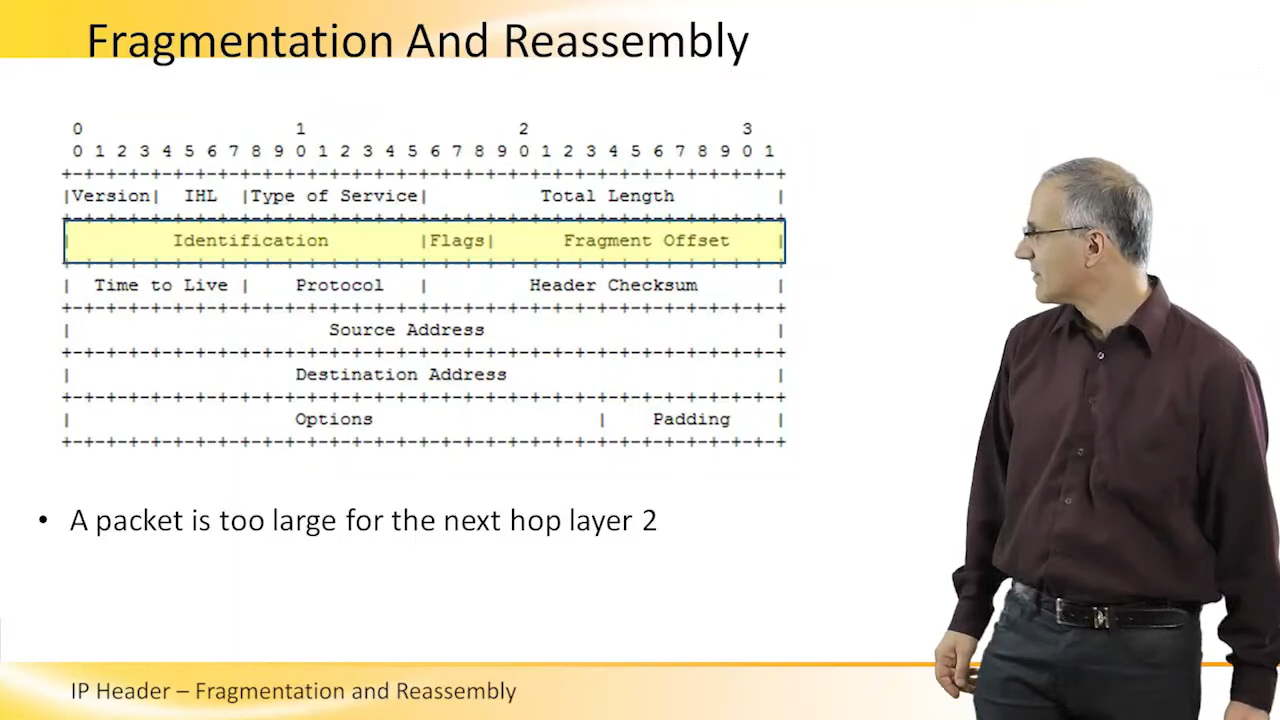 Fragmentation And Reassembly
0 1 2 3
0 1 2 3 4 5 6 7 8 9 0 1 2 3 4 5 6 7 8 9 0 1 2 3 4 5 6 7 8 9 0 1
+-+-+-+-+-+-+-+-+-+-+-+-+-+-+-+-+-+-+-+-+-+-+-+-+-+-+-+-+-+-+-+-+
|Version| IHL |Type of Service| Total Length |
+-+-+-+-+-+-+-+-+-+-+-+-+-+-+-+-+-+-+-+-+-+-+-+-+-+-+-+-+-+-+-+-+
| Identification |Flags| Fragment Offset |
+-+-+-+-+-+-+-+-+-+-+-+-+-+-+-+-+-+-+-+-+-+-+-+-+-+-+-+-+-+-+-+-+
| Time to Live | Protocol | Header Checksum |
+-+-+-+-+-+-+-+-+-+-+-+-+-+-+-+-+-+-+-+-+-+-+-+-+-+-+-+-+-+-+-+-+
| Source Address |
+-+-+-+-+-+-+-+-+-+-+-+-+-+-+-+-+-+-+-+-+-+-+-+-+-+-+-+-+-+-+-+-+
| Destination Address |
+-+-+-+-+-+-+-+-+-+-+-+-+-+-+-+-+-+-+-+-+-+-+-+-+-+-+-+-+-+-+-+-+
| Options | Padding |
+-+-+-+-+-+-+-+-+-+-+-+-+-+-+-+-+-+-+-+-+-+-+-+-+-+-+-+-+-+-+-+-+
• A packet is too large for the next hop layer 2
IP Header – Fragmentation and Reassembly